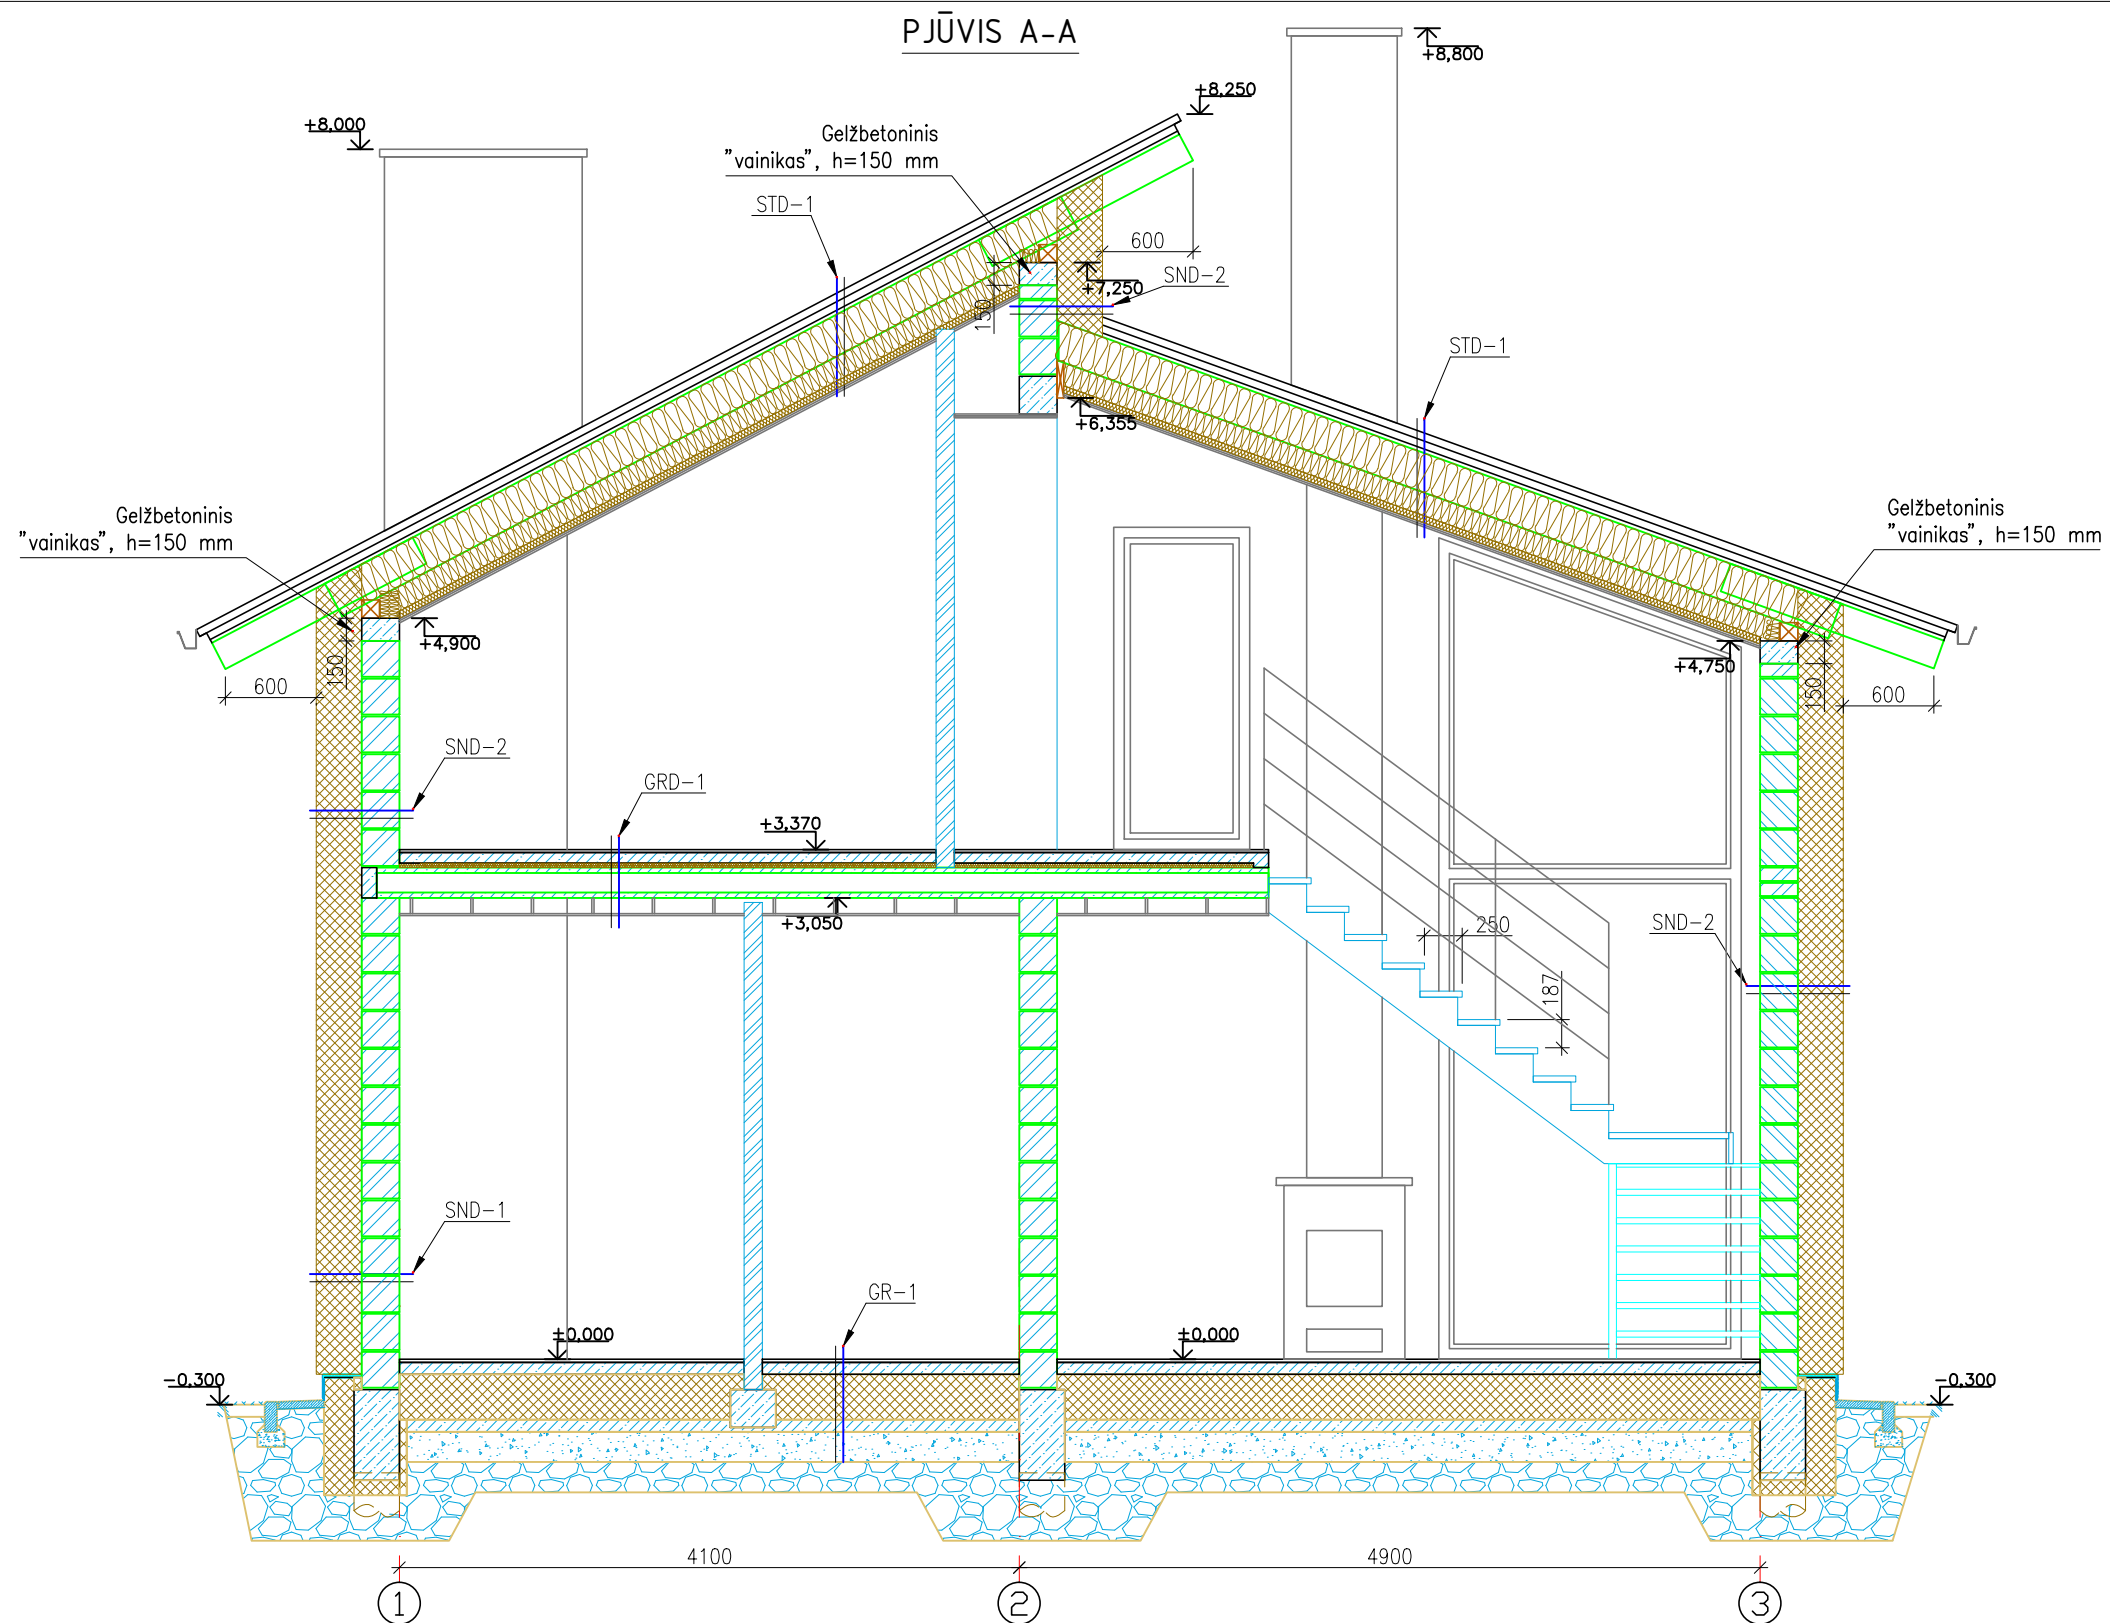 PJŪVIS A-A
+8,800
+8,250
+8,000
Gelžbetoninis
"vainikas", h=150 mm
STD-1
600
SND-2
+7,250
150
STD-1
+6,355
Gelžbetoninis
"vainikas", h=150 mm
Gelžbetoninis
"vainikas", h=150 mm
+4,900
150
600
+4,750
150
600
SND-2
GRD-1
+3,370
+3,050
250
SND-2
187
SND-1
GR-1
±0,000
±0,000
-0,300
-0,300
4100
4900
1
2
3